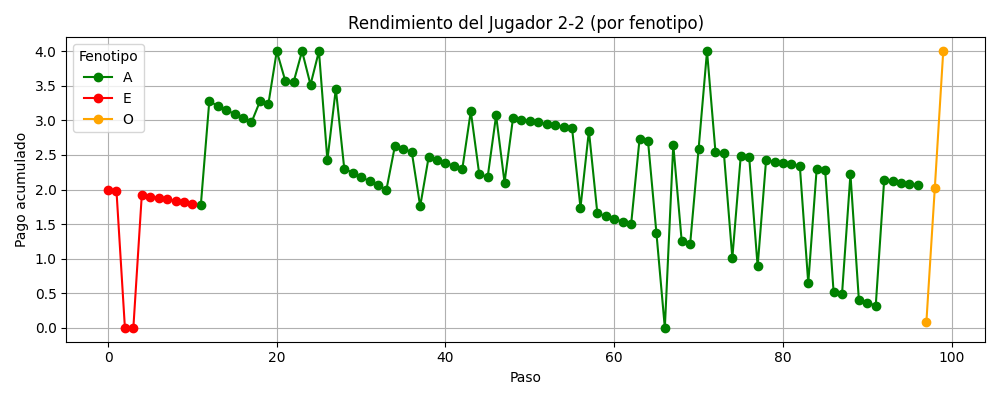 Rendimiento del Jugador 2-2 (por fenotipo)
Fenotipo
A
E
O
Pago acumulado
4.0
3.5
3.0
2.5
2.0
1.5
1.0
0.5
0.0
0 20 40 60 80 100
Paso